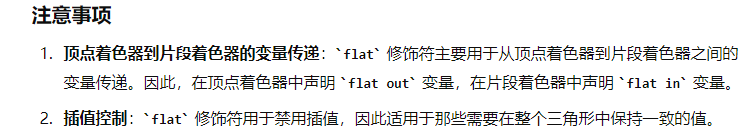 注意事项
1. 顶点着色器到片段着色器的变量传递：`flat` 修饰符主要用于从顶点着色器到片段着色器之间的
变量传递。因此，在顶点着色器中声明 `flat out` 变量，在片段着色器中声明 `flat in` 变量。
2. 插值控制：`flat` 修饰符用于禁用插值，因此适用于那些需要在整个三角形中保持一致的值。